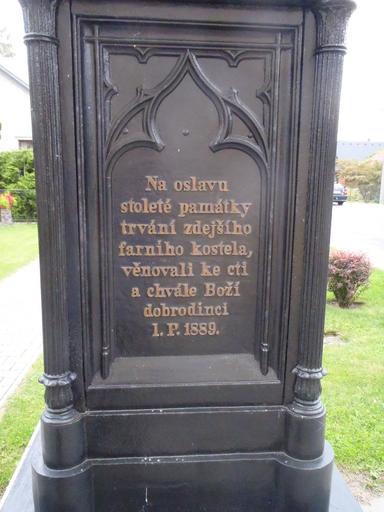 Na oslavu
stoleté památky
trvání zdejšího
farního kostela,
věnovali ke cti
a chvále Boží
dobrodinci
l. P. 1889.